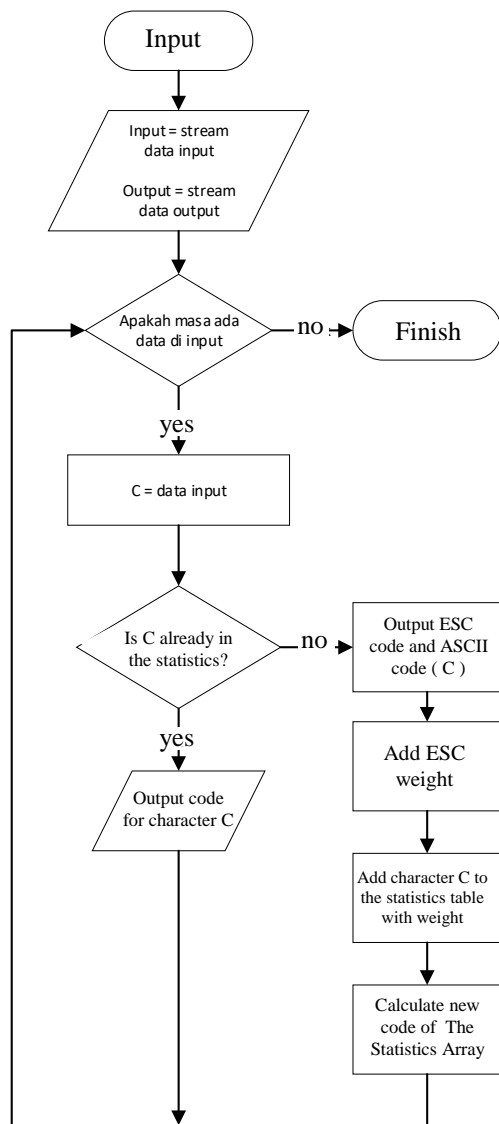 Input
Input = stream
data input
Output = stream
data output
Apakah masa ada
data di input
no
Finish
yes
C = data input
Is C already in
the statistics?
no
Output ESC
code and ASCII
code ( C )
yes
Add ESC
weight
Output code
for character C
Add character C to
the statistics table
with weight
Calculate new
code of The
Statistics Array